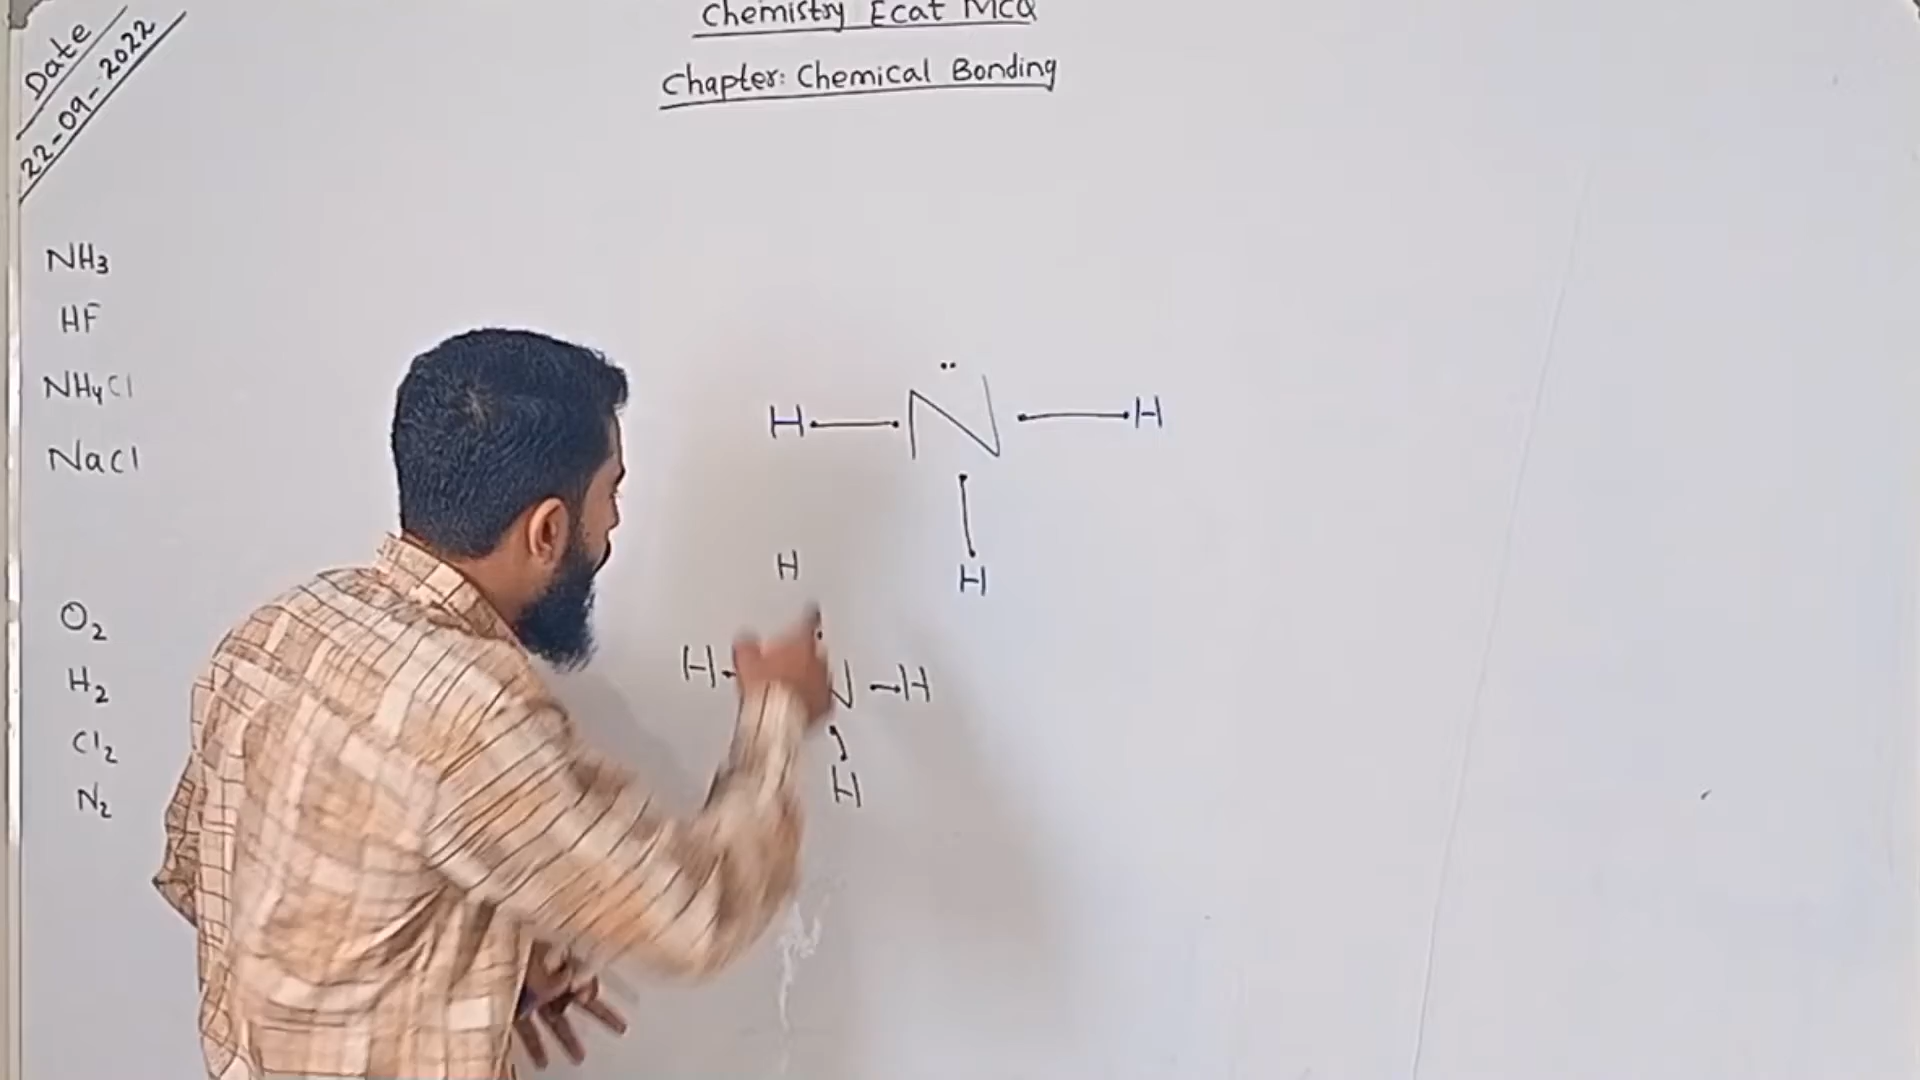 Chemistry Ecat MCQ
Chapter: Chemical Bonding
Date
22-09-2022
NH3
HF
NH4Cl
NaCl
O2
H2
Cl2
N2
H N H
H
H
H N H
H